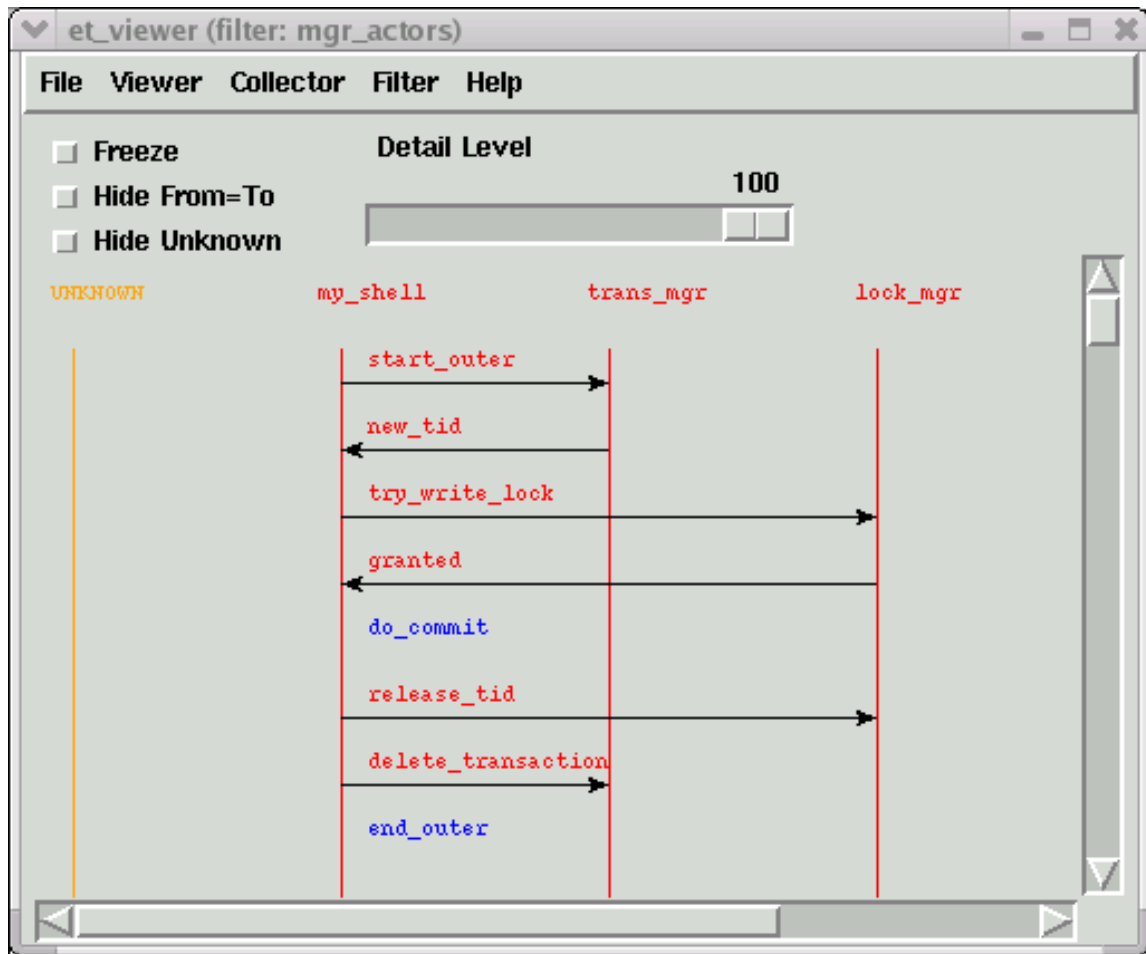 et_viewer (filter: mgr_actors)
File Viewer Collector Filter Help
Freeze
Detail Level
Hide From=To
100
Hide Unknown
UNKNOWN my_shell trans_mgr lock_mgr
start_outer
new_tid
try_write_lock
granted
do_commit
release_tid
delete_transaction
end_outer